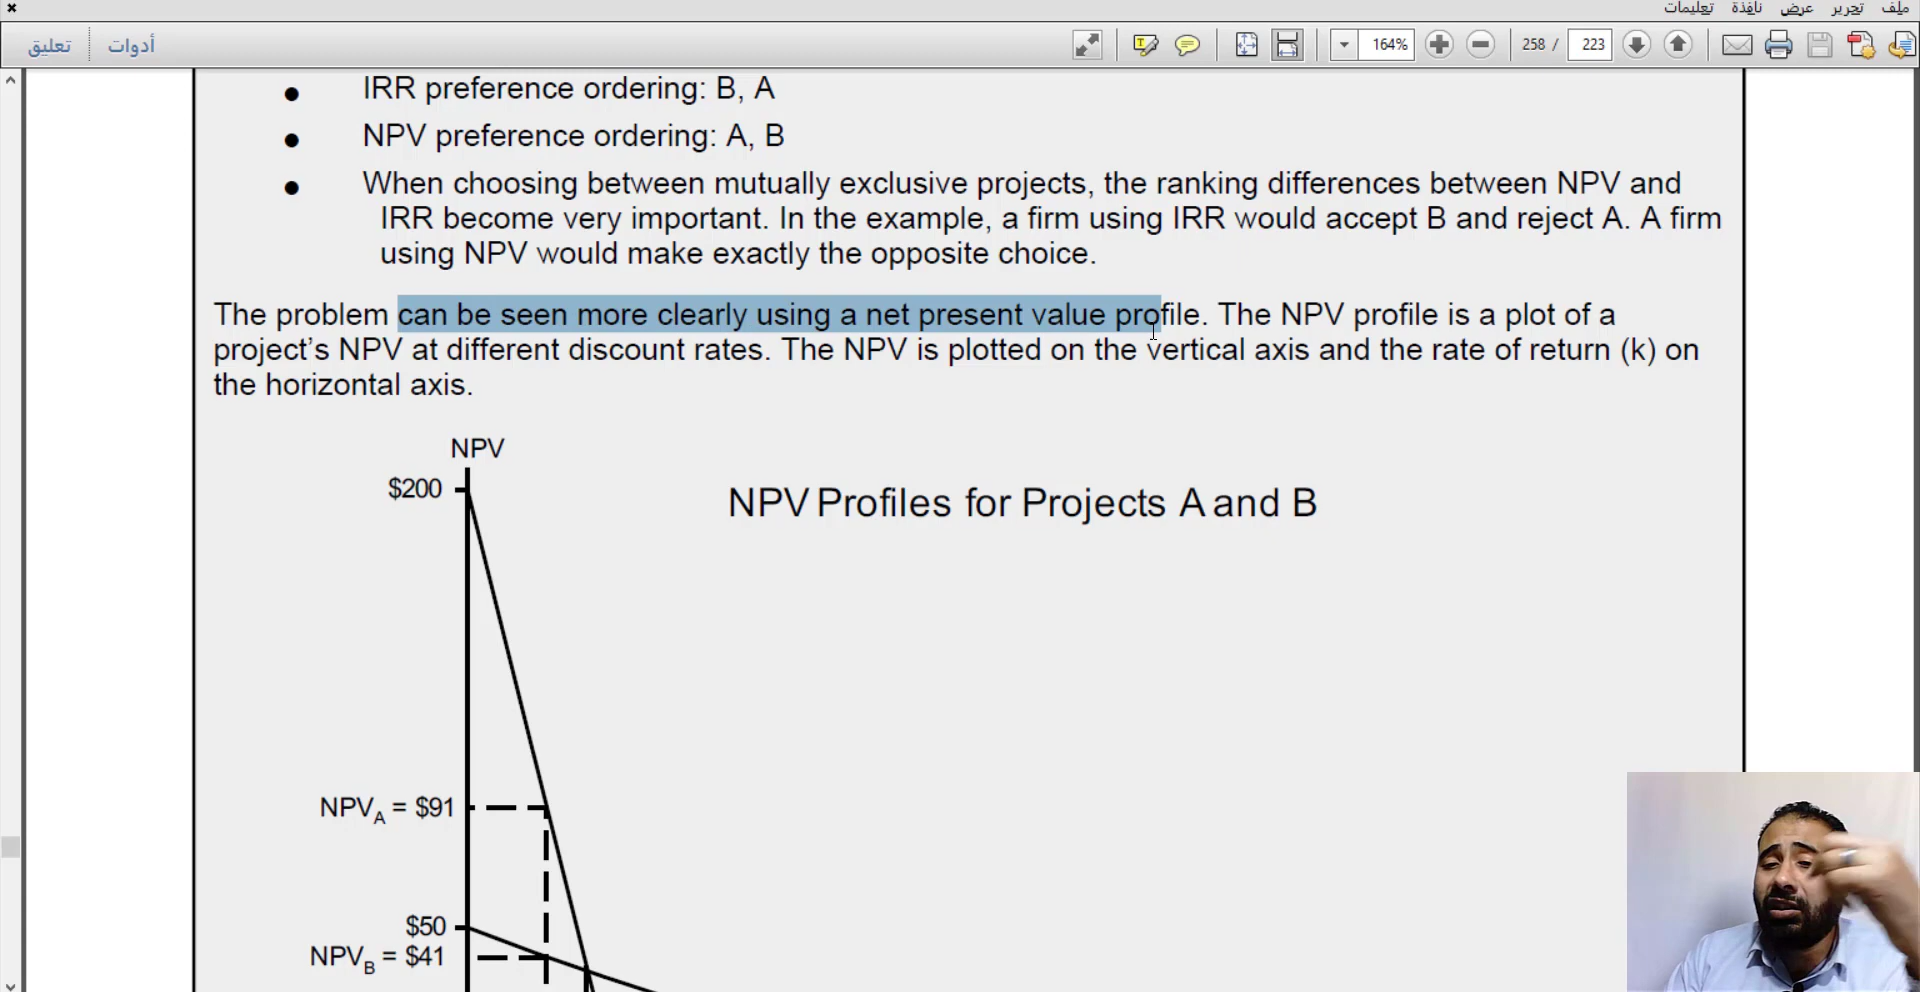 ملف تحرير عرض نافذة تعليمات
أدوات تعليق
164% 258 / 223
IRR preference ordering: B, A
NPV preference ordering: A, B
When choosing between mutually exclusive projects, the ranking differences between NPV and
IRR become very important. In the example, a firm using IRR would accept B and reject A. A firm
using NPV would make exactly the opposite choice.
The problem can be seen more clearly using a net present value profile. The NPV profile is a plot of a
project’s NPV at different discount rates. The NPV is plotted on the vertical axis and the rate of return (k) on
the horizontal axis.
NPV
$200
NPV Profiles for Projects A and B
NPVA = $91
$50
NPVB = $41